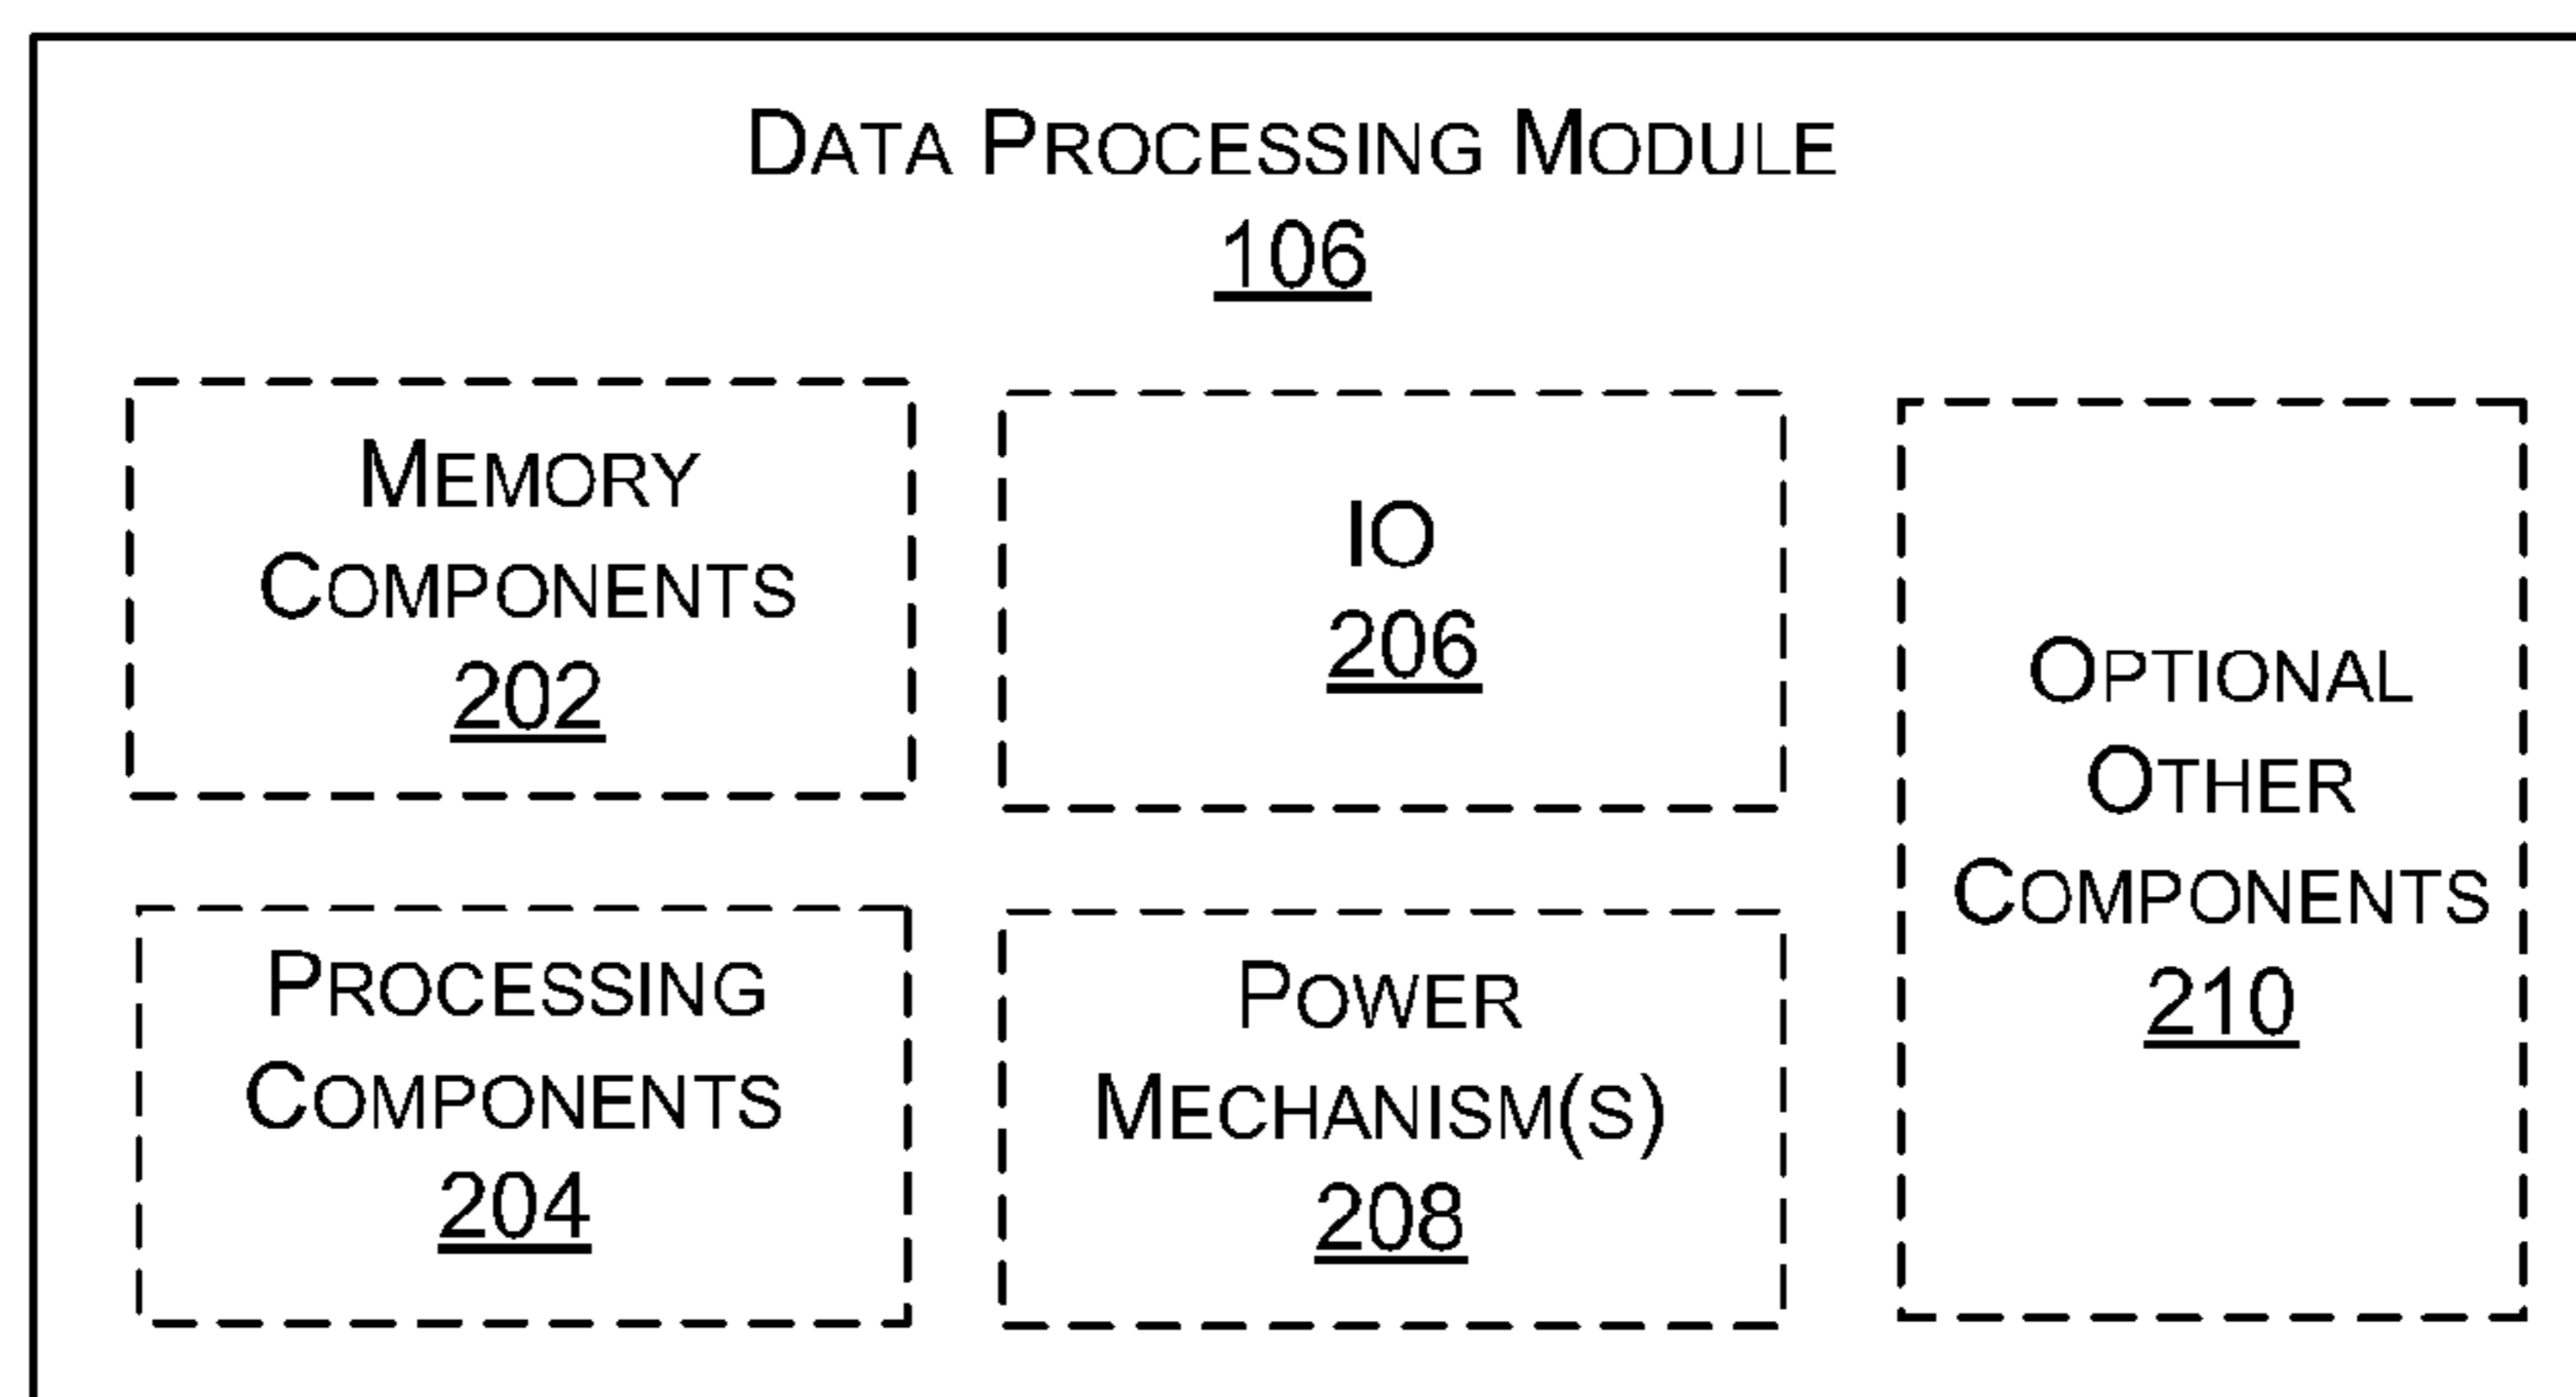 DATA PROCESSING MODULE
106
MEMORY
COMPONENTS
202
IO
206
PROCESSING
COMPONENTS
204
POWER
MECHANISM(S)
208
OPTIONAL
OTHER
COMPONENTS
210